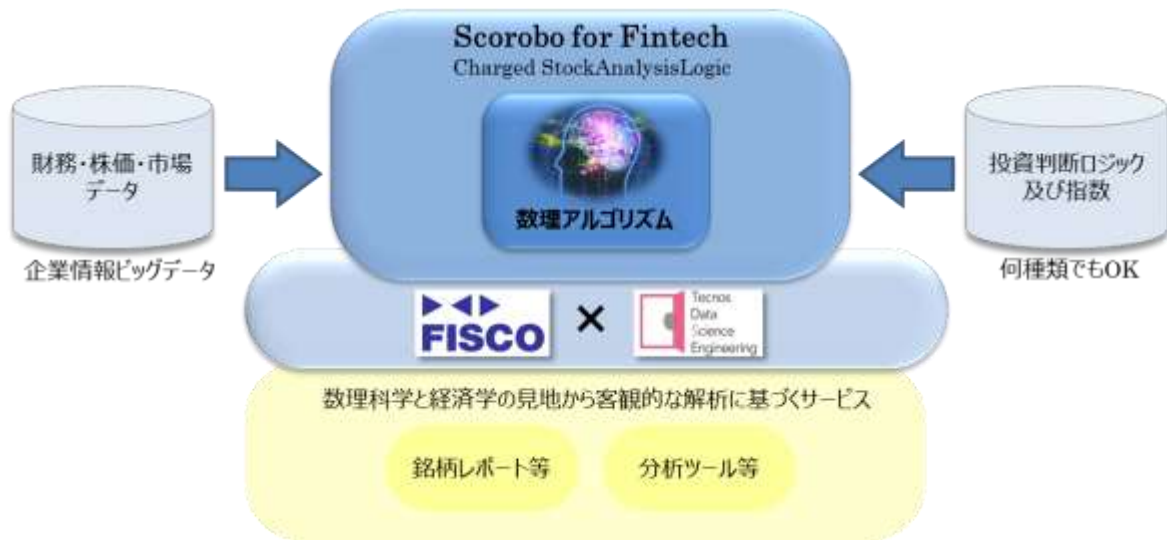 Scorobo for Fintech
Charged StockAnalysisLogic
数理アルゴリズム
財務・株価・市場
データ
企業情報ビッグデータ
投資判断ロジック
及び指数
何種類でもOK
FISCO
×
Tecnos
Data
Science
Engineering
数理科学と経済学の見地から客観的な解析に基づくサービス
銘柄レポート等
分析ツール等